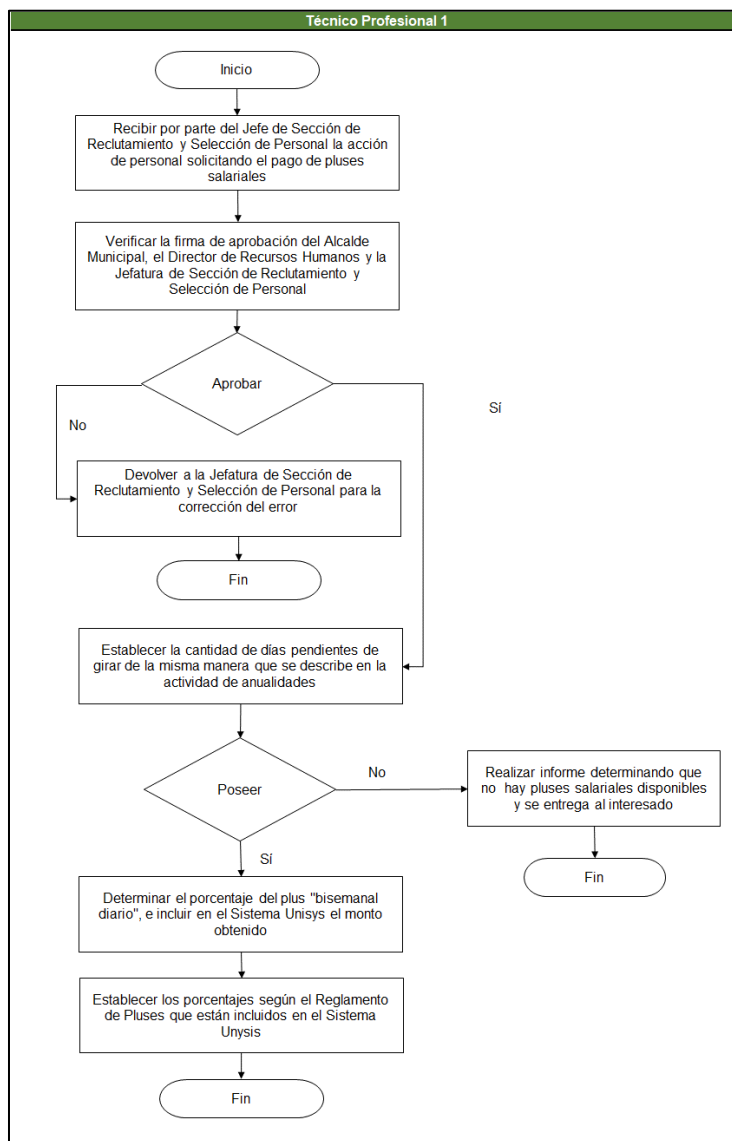 Técnico Profesional 1
Inicio
Recibir por parte del Jefe de Sección de
Reclutamiento y Selección de Personal la acción
de personal solicitando el pago de pluses
salariales
Verificar la firma de aprobación del Alcalde
Municipal, el Director de Recursos Humanos y la
Jefatura de Sección de Reclutamiento y
Selección de Personal
Aprobar
Sí
No
Devolver a la Jefatura de Sección de
Reclutamiento y Selección de Personal para la
corrección del error
Fin
Establecer la cantidad de días pendientes de
girar de la misma manera que se describe en la
actividad de anualidades
Poseer
No
Realizar informe determinando que
no hay pluses salariales disponibles
y se entrega al interesado
Fin
Sí
Determinar el porcentaje del plus "bisemanal
diario", e incluir en el Sistema Unisys el monto
obtenido
Establecer los porcentajes según el Reglamento
de Pluses que están incluidos en el Sistema
Unysis
Fin